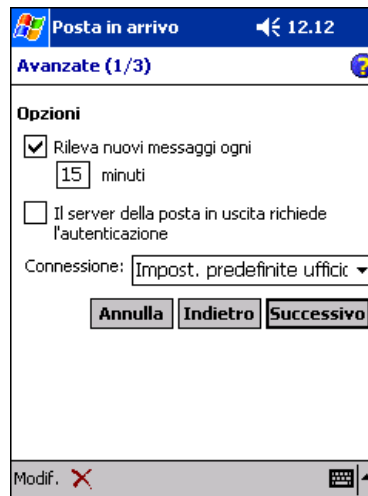 Posta in arrivo 12.12
Avanzate (1/3)
?
Opzioni
Rileva nuovi messaggi ogni
15 minuti
Il server della posta in uscita richiede
l'autenticazione
Connessione: Impost. predefinite uffic
Annulla Indietro Successivo
Modif.